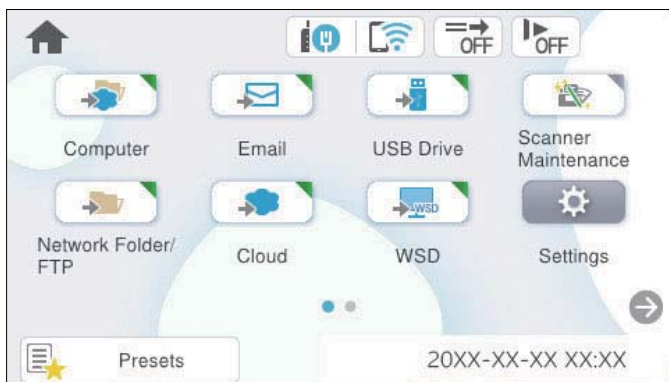 OFF
OFF
Computer
Email
USB Drive
Scanner
Maintenance
WSD
Network Folder/
FTP
Cloud
WSD
Settings
Presets
20XX-XX-XX XX:XX